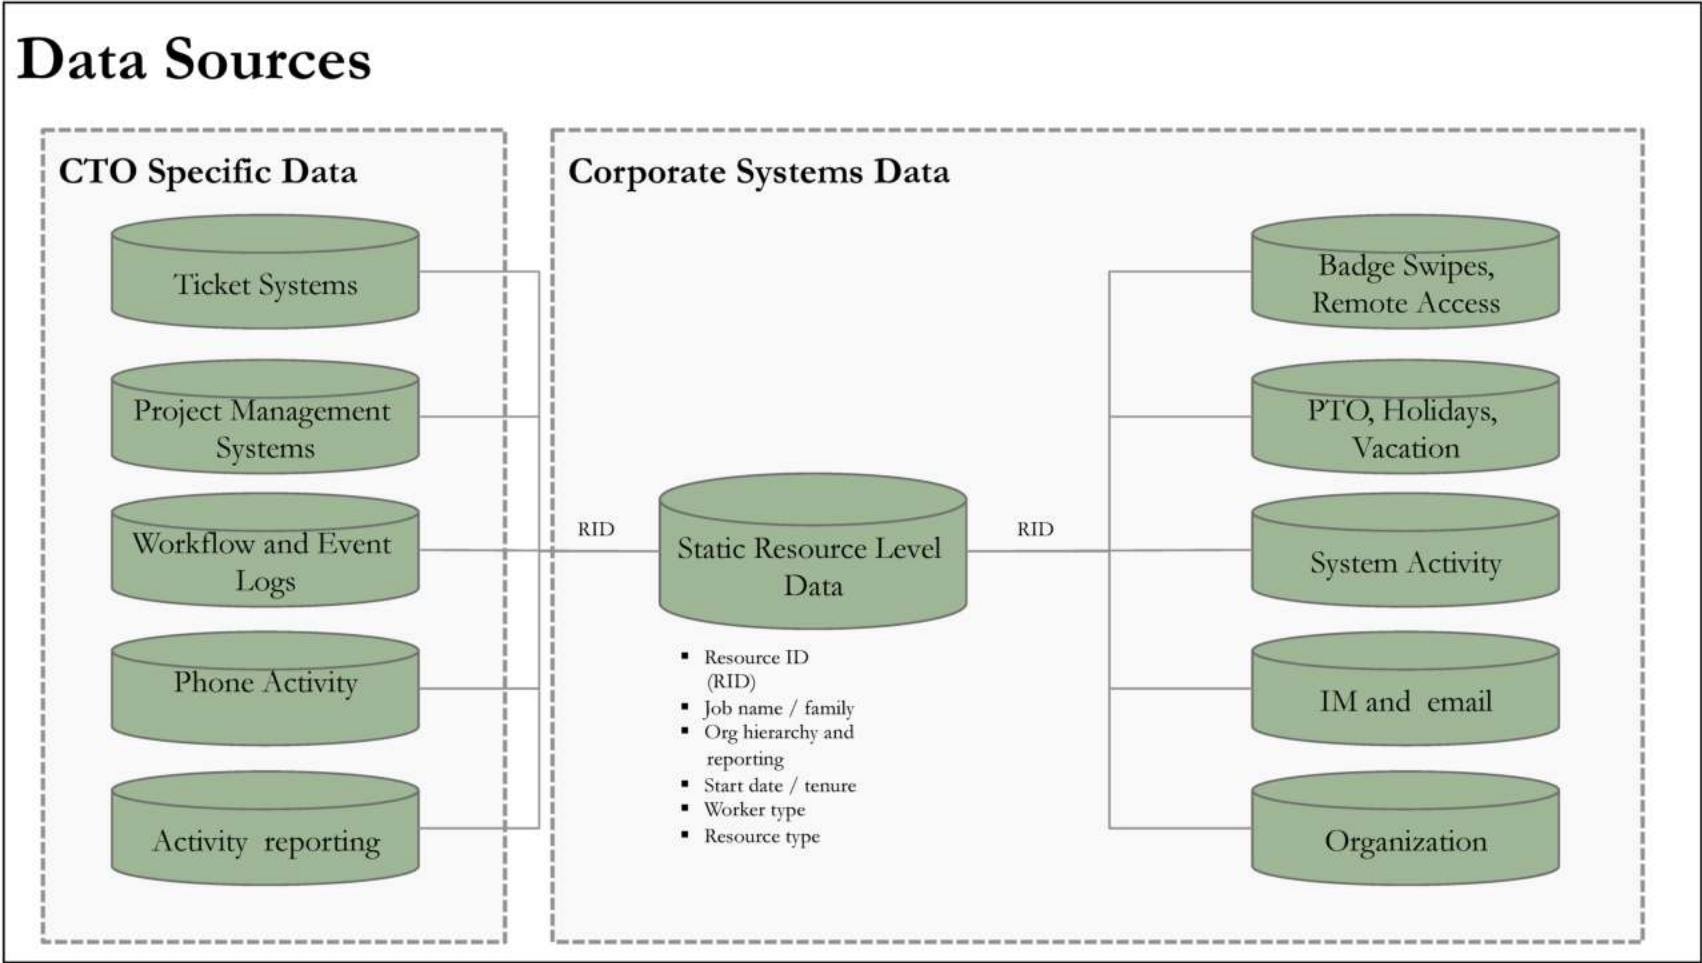 Data Sources
CTO Specific Data
Ticket Systems
Project Management
Systems
Workflow and Event
Logs
Phone Activity
Activity reporting
Corporate Systems Data
RID
Static Resource Level
Data
RID
▪ Resource ID
(RID)
▪ Job name / family
▪ Org hierarchy and
reporting
▪ Start date / tenure
▪ Worker type
▪ Resource type
Badge Swipes,
Remote Access
PTO, Holidays,
Vacation
System Activity
IM and email
Organization